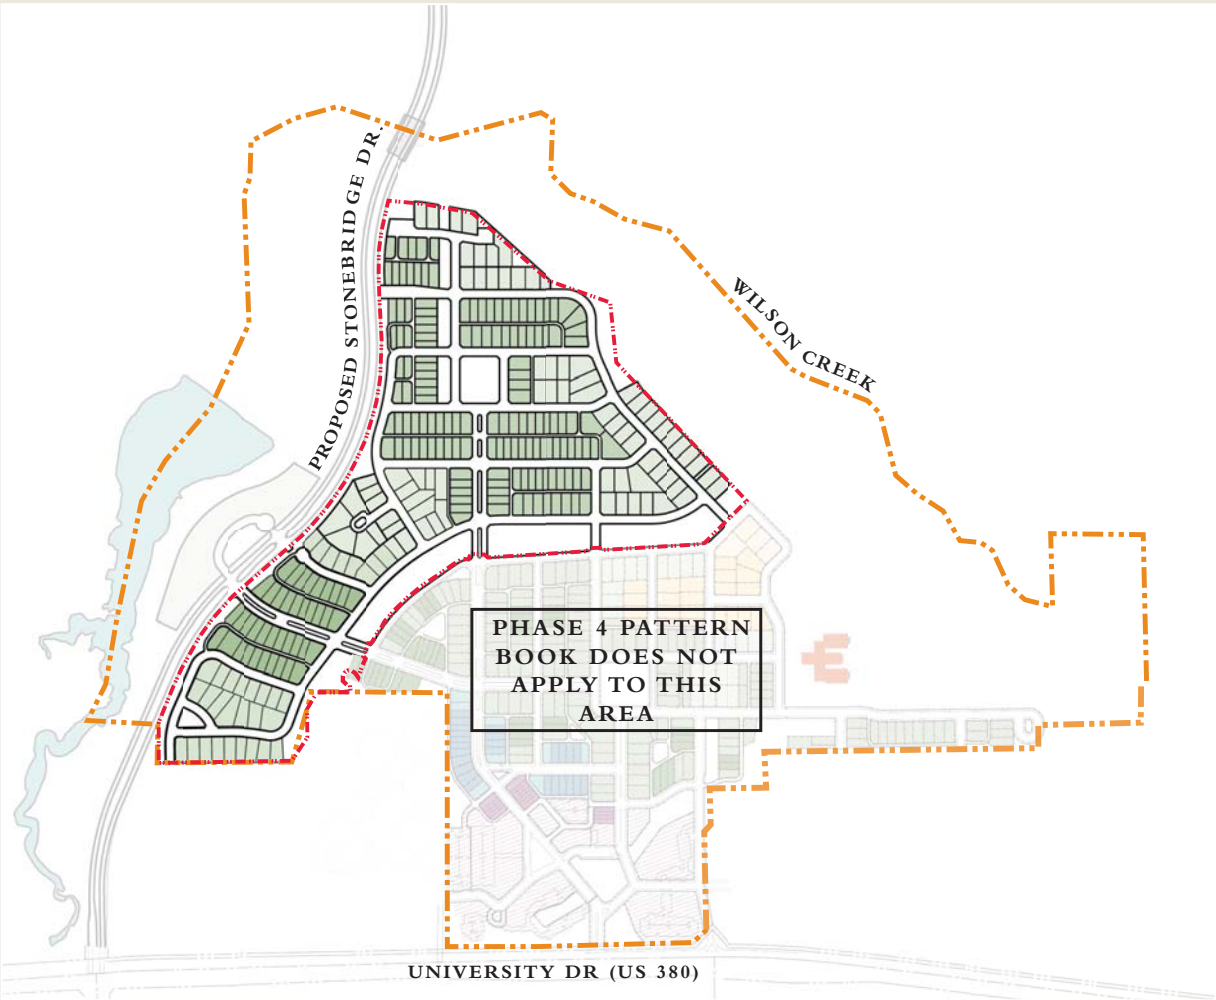 PROPOSED STONEBRIDGE DR.
WILSON CREEK
PHASE 4 PATTERN
BOOK DOES NOT
APPLY TO THIS
AREA
UNIVERSITY DR (US 380)